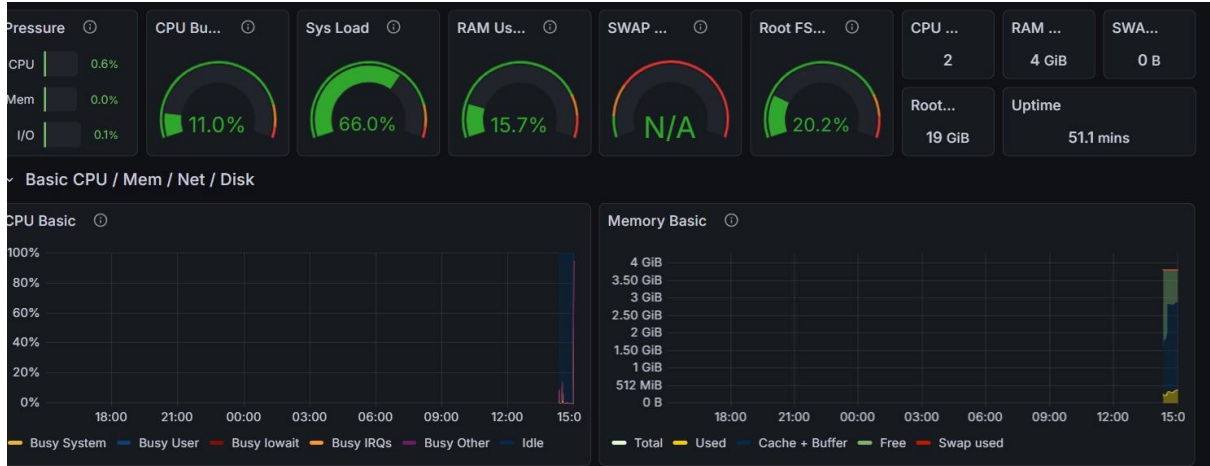 Pressure
CPU Bu...
Sys Load
RAM Us...
SWAP ...
Root FS...
CPU ...
RAM ...
SWA...
CPU
0.6%
Mem
0.0%
I/O
0.1%
11.0%
66.0%
15.7%
N/A
20.2%
2
4 GiB
0 B
Root...
Uptime
19 GiB
51.1 mins
Basic CPU / Mem / Net / Disk
CPU Basic
100%
80%
60%
40%
20%
0%
18:00 21:00 00:00 03:00 06:00 09:00 12:00 15:0
Busy System Busy User Busy Iowait Busy IRQs Busy Other Idle
Memory Basic
4 GiB
3.50 GiB
3 GiB
2.50 GiB
2 GiB
1.50 GiB
1 GiB
512 MiB
0 B
18:00 21:00 00:00 03:00 06:00 09:00 12:00 15:0
Total Used Cache + Buffer Free Swap used